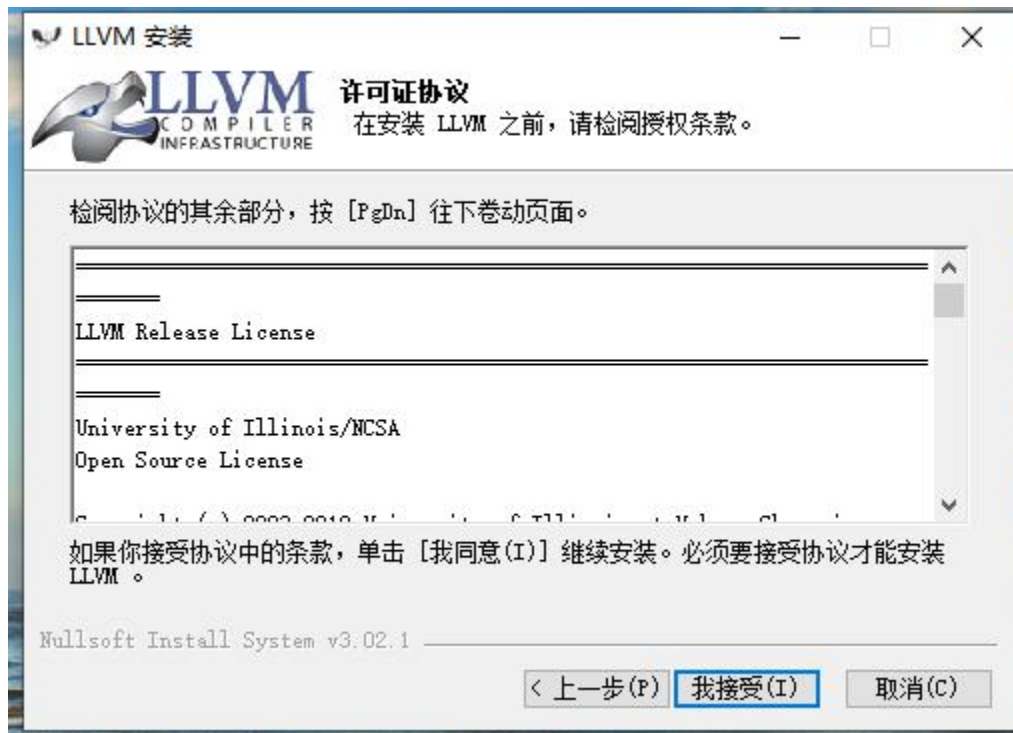 LLVM 安装
LLVM
COMPILER
INFRASTRUCTURE
许可证协议
在安装 LLVM 之前，请检阅授权条款。
检阅协议的其余部分，按 [PgDn] 往下卷动页面。
LLVM Release License
University of Illinois/NCSA
Open Source License
如果你接受协议中的条款，单击 [我同意(I)] 继续安装。必须要接受协议才能安装
LLVM 。
Nullsoft Install System v3.02.1
< 上一步(P) 我接受(I) 取消(C)